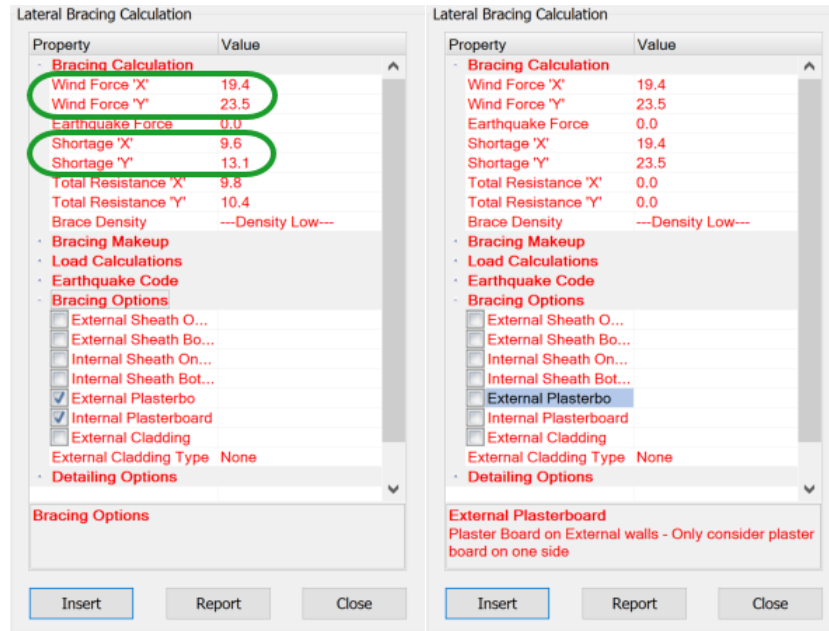 Lateral Bracing Calculation
Property Value
Bracing Calculation
Wind Force 'X' 19.4
Wind Force 'Y' 23.5
Earthquake Force 0.0
Shortage 'X' 9.6
Shortage 'Y' 13.1
Total Resistance 'X' 9.8
Total Resistance 'Y' 10.4
Brace Density ---Density Low---
Bracing Makeup
Load Calculations
Earthquake Code
Bracing Options
External Sheath O...
External Sheath Bo...
Internal Sheath On...
Internal Sheath Bot...
External Plasterbo
Internal Plasterboard
External Cladding
External Cladding Type None
Detailing Options
Bracing Options
Insert Report Close
Lateral Bracing Calculation
Property Value
Bracing Calculation
Wind Force 'X' 19.4
Wind Force 'Y' 23.5
Earthquake Force 0.0
Shortage 'X' 19.4
Shortage 'Y' 23.5
Total Resistance 'X' 0.0
Total Resistance 'Y' 0.0
Brace Density ---Density Low---
Bracing Makeup
Load Calculations
Earthquake Code
Bracing Options
External Sheath O...
External Sheath Bo...
Internal Sheath On...
Internal Sheath Bot...
External Plasterbo
Internal Plasterboard
External Cladding
External Cladding Type None
Detailing Options
External Plasterboard
Plaster Board on External walls - Only consider plaster
board on one side
Insert Report Close